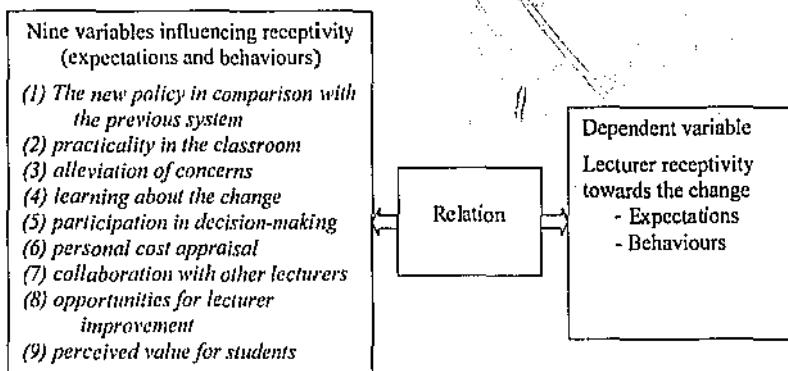 Nine variables influencing receptivity
(expectations and behaviours)
(1) The new policy in comparison with
the previous system
(2) practicality in the classroom
(3) alleviation of concerns
(4) learning about the change
(5) participation in decision-making
(6) personal cost appraisal
(7) collaboration with other lecturers
(8) opportunities for lecturer
improvement
(9) perceived value for students
Relation
Dependent variable
Lecturer receptivity
towards the change
- Expectations
- Behaviours